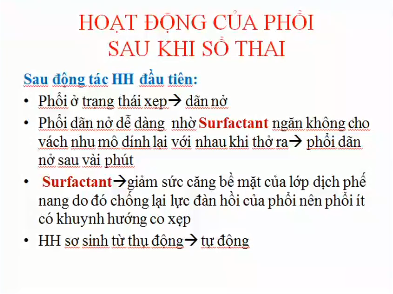 HOẠT ĐỘNG CỦA PHỔI
SAU KHI SỔ THAI
Sau động tác HH đầu tiên:
• Phổi ở trang thái xẹp→ dãn nở
• Phổi dãn nở dễ dàng nhờ Surfactant ngăn không cho
vách nhu mô dính lại với nhau khi thở ra→ phổi dãn
nở sau vài phút
• Surfactant→giảm sức căng bề mặt của lớp dịch phế
nang do đó chống lại lực đàn hồi của phổi nên phổi ít
có khuynh hướng co xẹp
• HH sơ sinh từ thụ động→ tự động